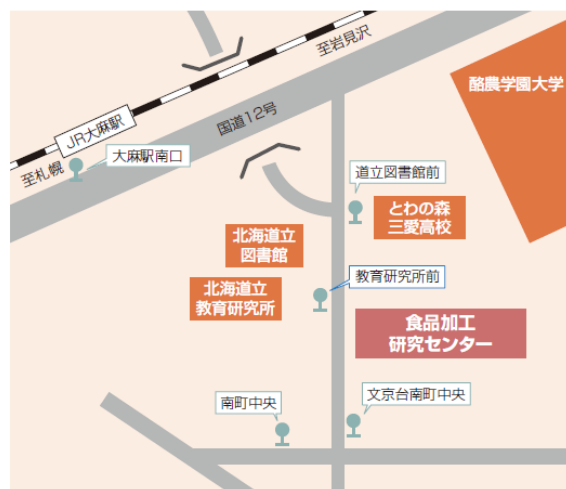 至岩見沢
酪農学園大学
国道12号
JR大麻駅
大麻駅南口
至札幌
道立図書館前
とわの森
三愛高校
北海道立
図書館
教育研究所前
北海道立
教育研究所
食品加工
研究センター
南町中央
文京台南町中央